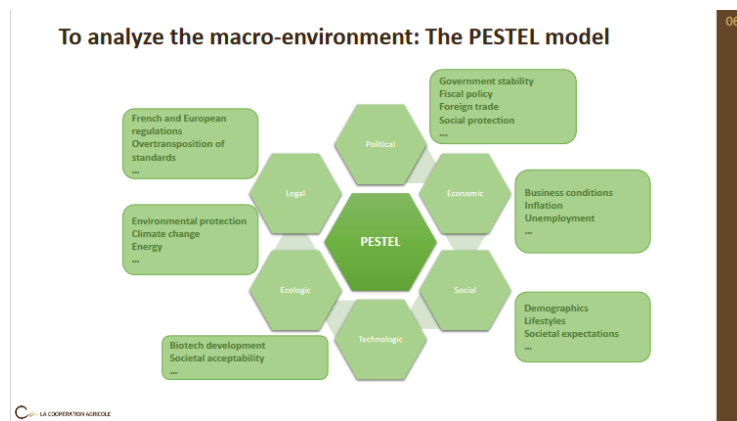 To analyze the macro-environment: The PESTEL model
06
Government stability
Fiscal policy
Foreign trade
Social protection
...
French and European
regulations
Overtransposition of
standards
...
Political
Legal
Economic
Business conditions
Inflation
Unemployment
...
Environmental protection
Climate change
Energy
...
PESTEL
Ecologic
Social
Demographics
Lifestyles
Societal expectations
...
Technologic
Biotech development
Societal acceptability
...
LA COOPÉRATION AGRICOLE